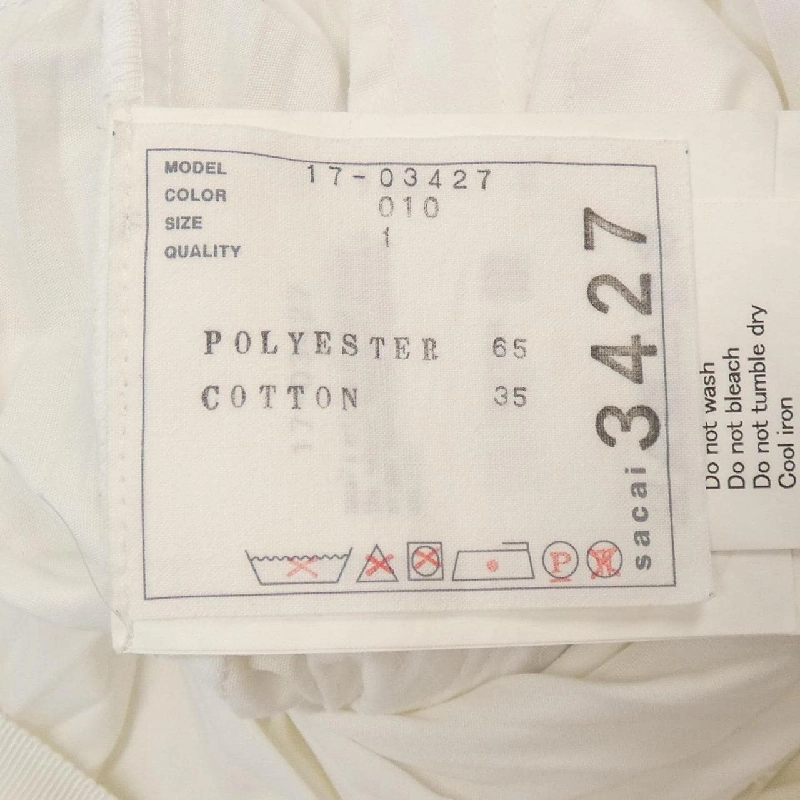 MODEL 17-03427
COLOR 010
SIZE 1
QUALITY
POLYESTER 65
COTTON 35
P W
sacai 3427
Do not wash
Do not bleach
Do not tumble dry
Cool iron